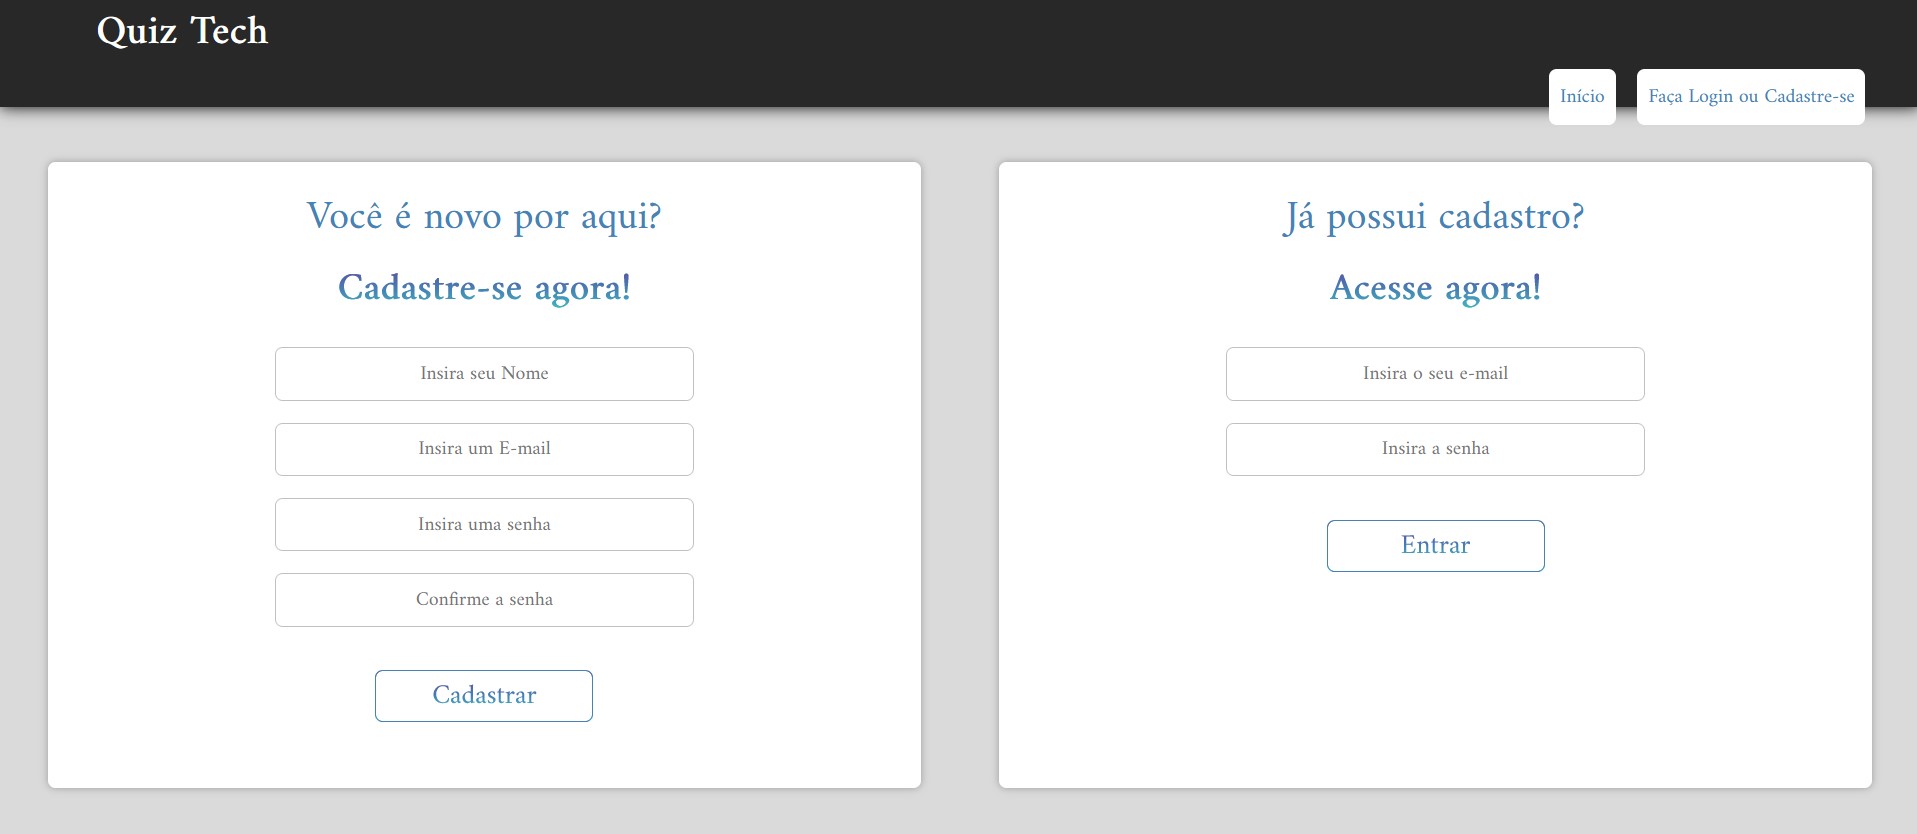 Quiz Tech
Início
Faça Login ou Cadastre-se
Você é novo por aqui?
Cadastre-se agora!
Insira seu Nome
Insira um E-mail
Insira uma senha
Confirme a senha
Cadastrar
Já possui cadastro?
Acesse agora!
Insira o seu e-mail
Insira a senha
Entrar